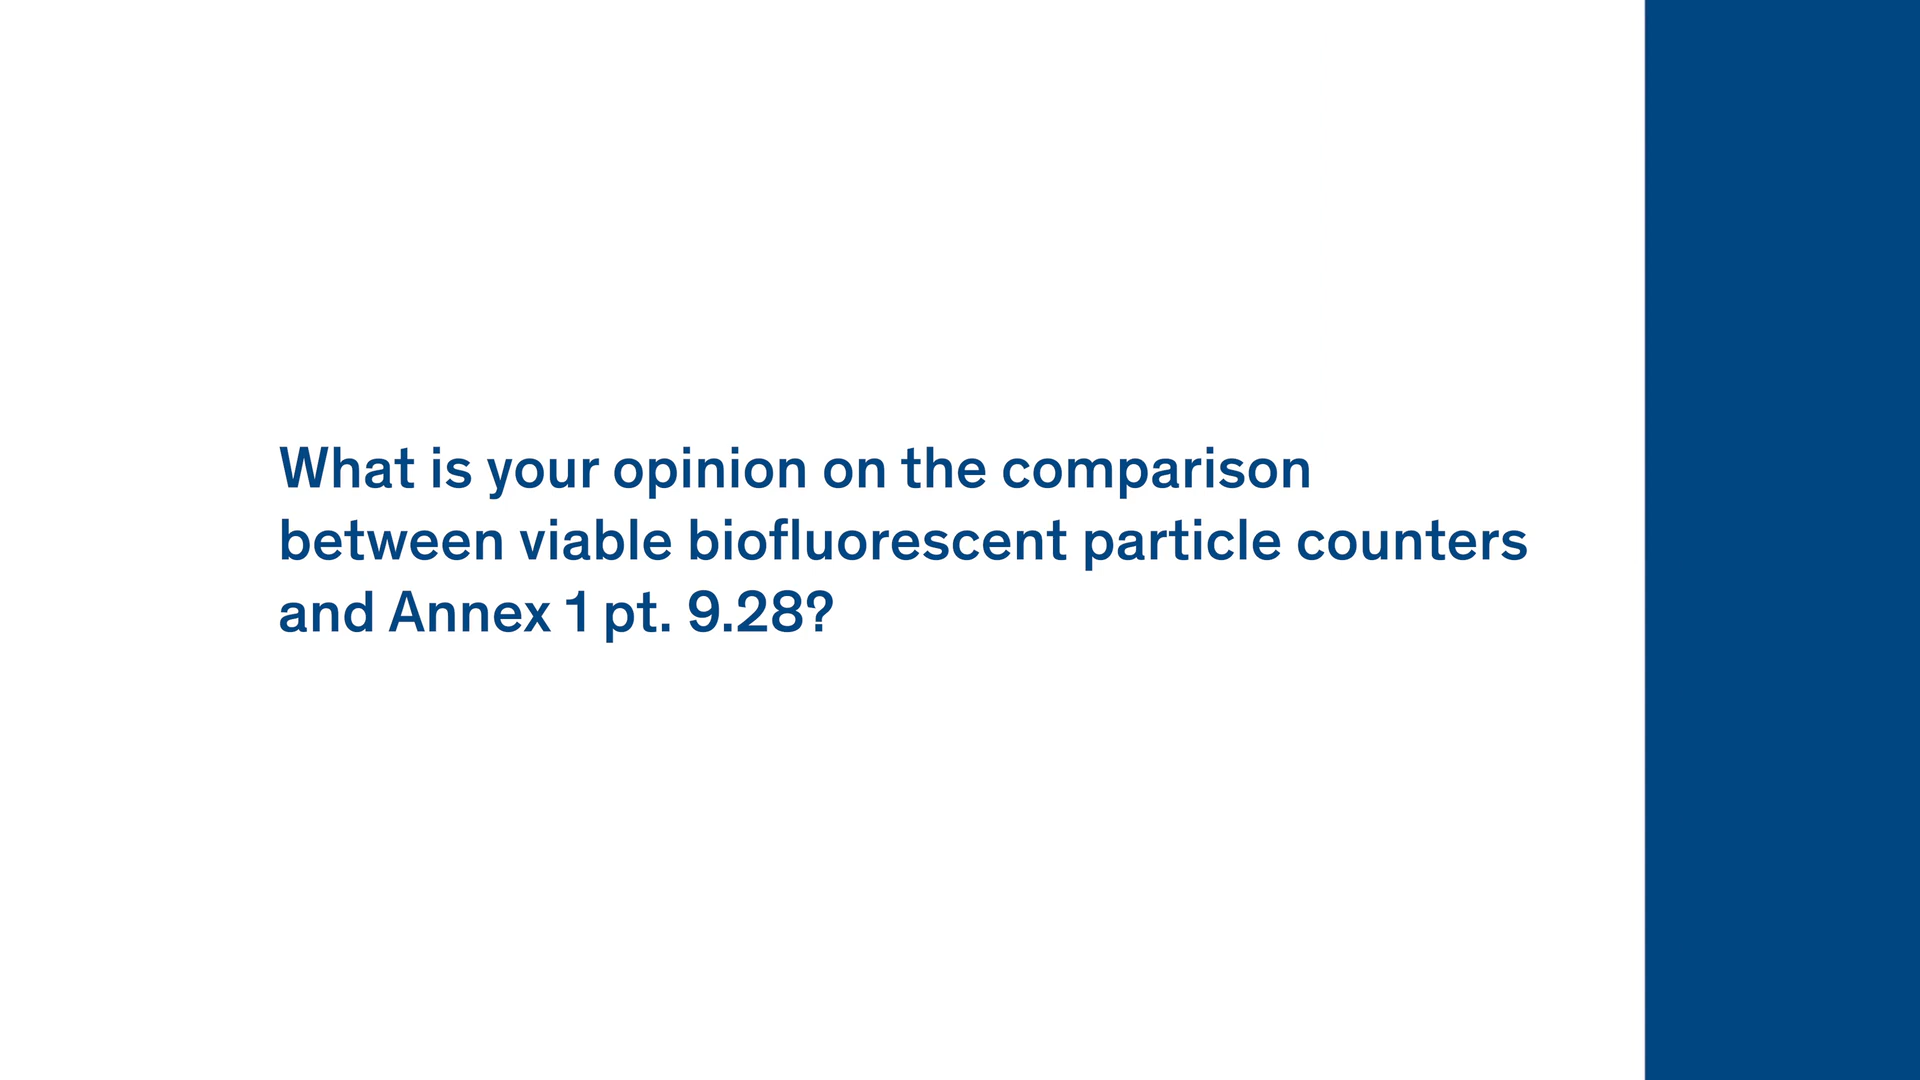 What is your opinion on the comparison
between viable biofluorescent particle counters
and Annex 1 pt. 9.28?